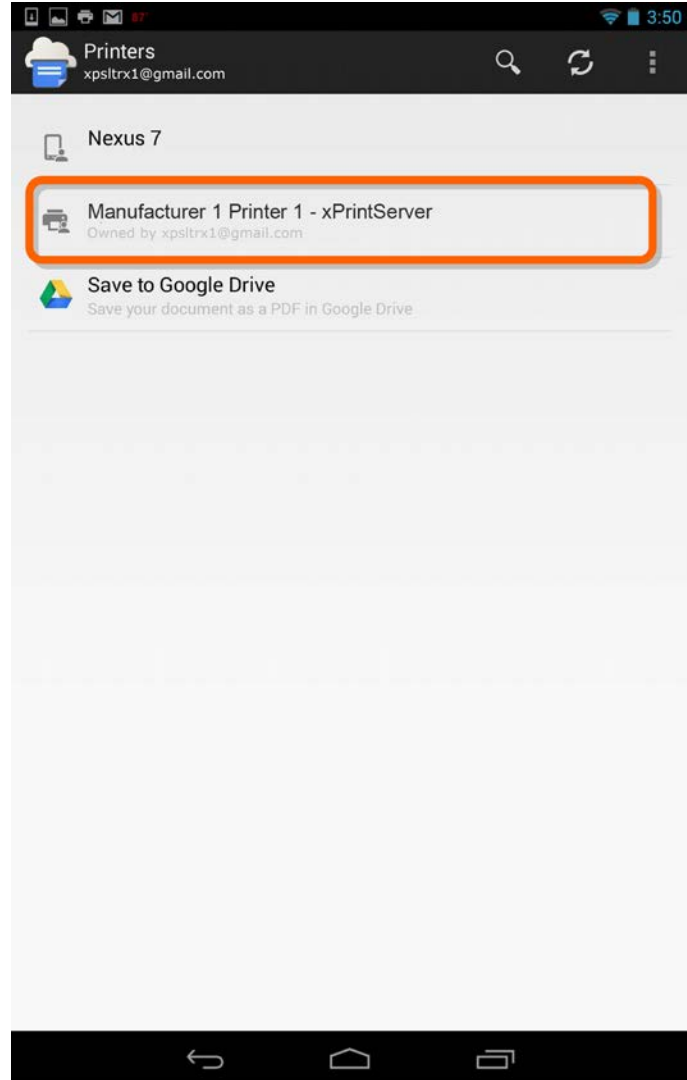 87°
3:50
Printers
xpsltrx1@gmail.com
Nexus 7
Manufacturer 1 Printer 1 - xPrintServer
Owned by xpsltrx1@gmail.com
Save to Google Drive
Save your document as a PDF in Google Drive